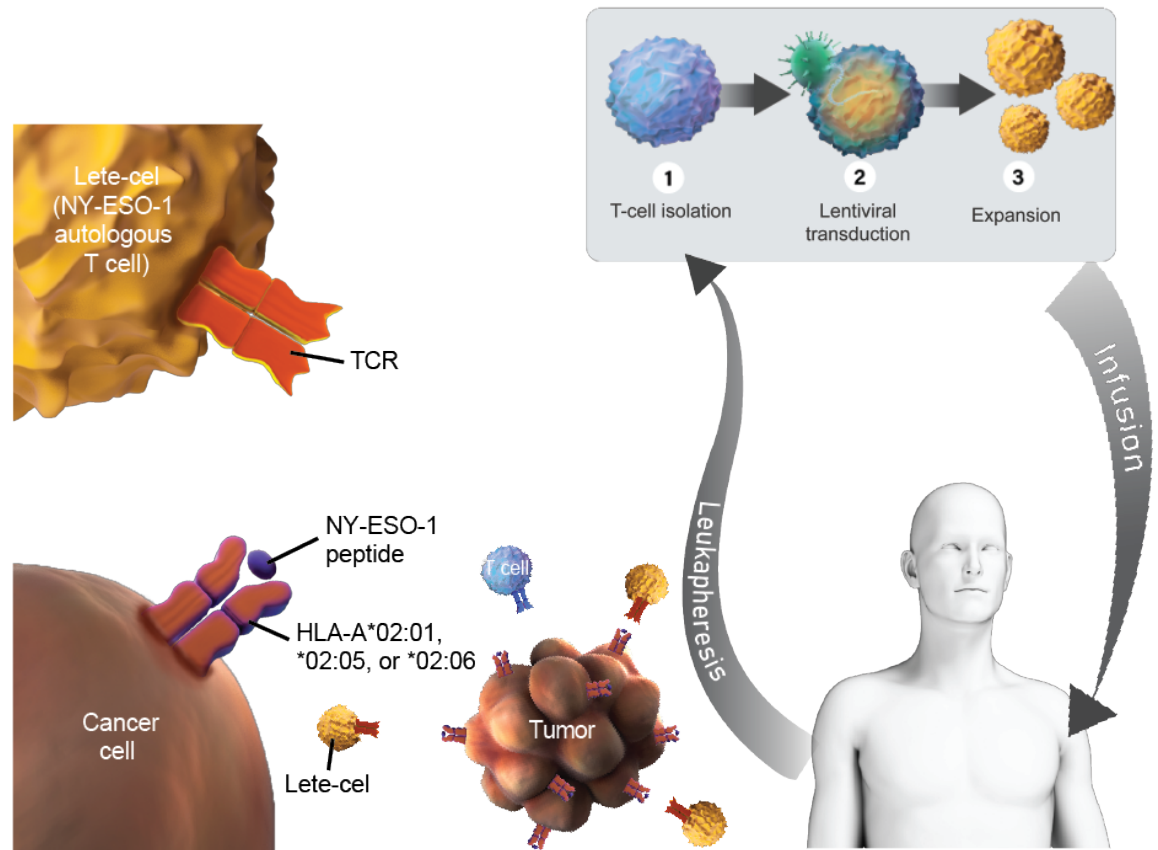 Lete-cel
(NY-ESO-1
autologous
T cell)
TCR
NY-ESO-1
peptide
HLA-A*02:01,
*02:05, or *02:06
Cancer
cell
Lete-cel
T cell
Tumor
1
T-cell isolation
2
Lentiviral
transduction
3
Expansion
Leukapheresis
Infusion